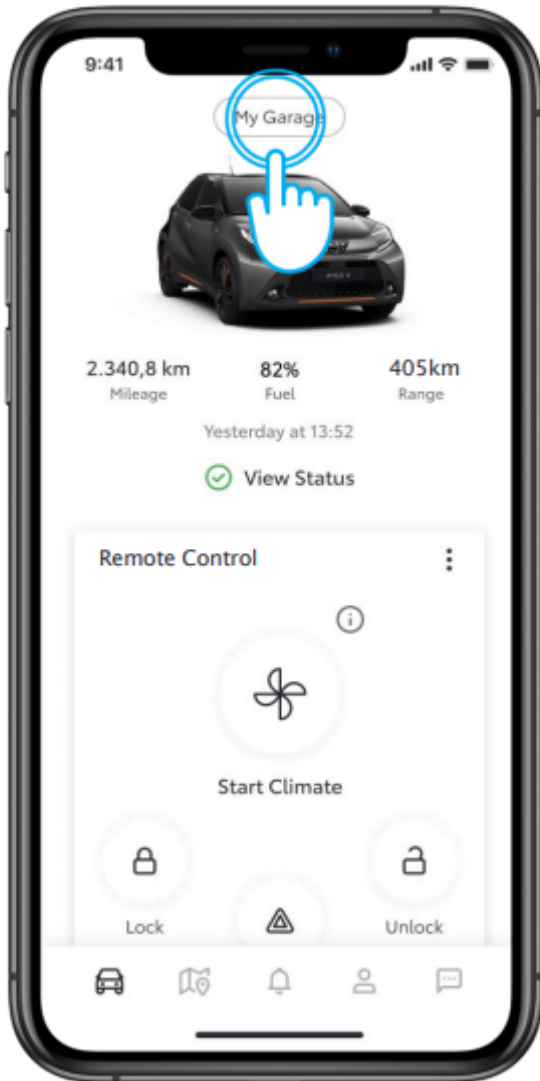 9:41
My Garage
2.340,8 km 82% 405km
Mileage Fuel Range
Yesterday at 13:52
View Status
Remote Control
Start Climate
Lock Unlock